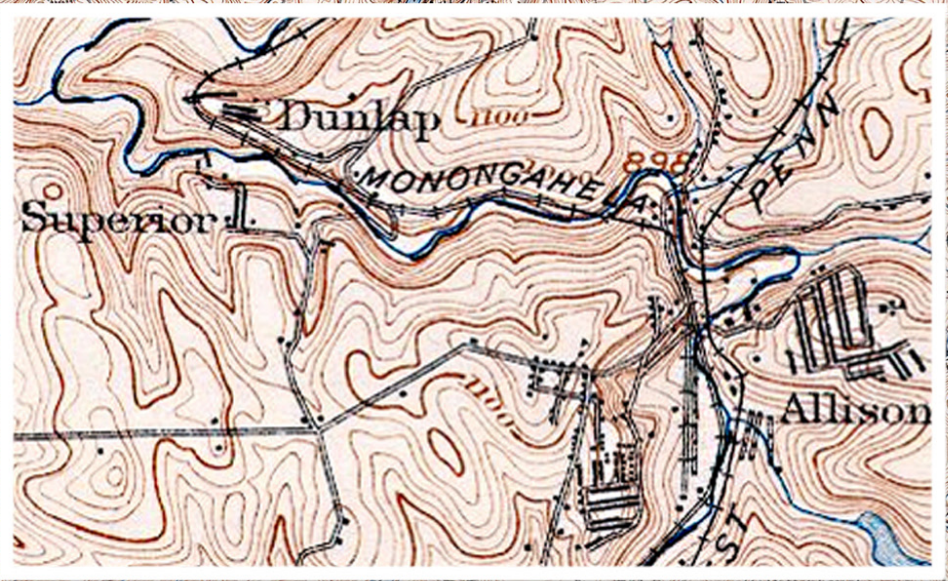 Dunlap
1100
MONONGAHELA
898
PENN
Superior
1100
Allison
ST